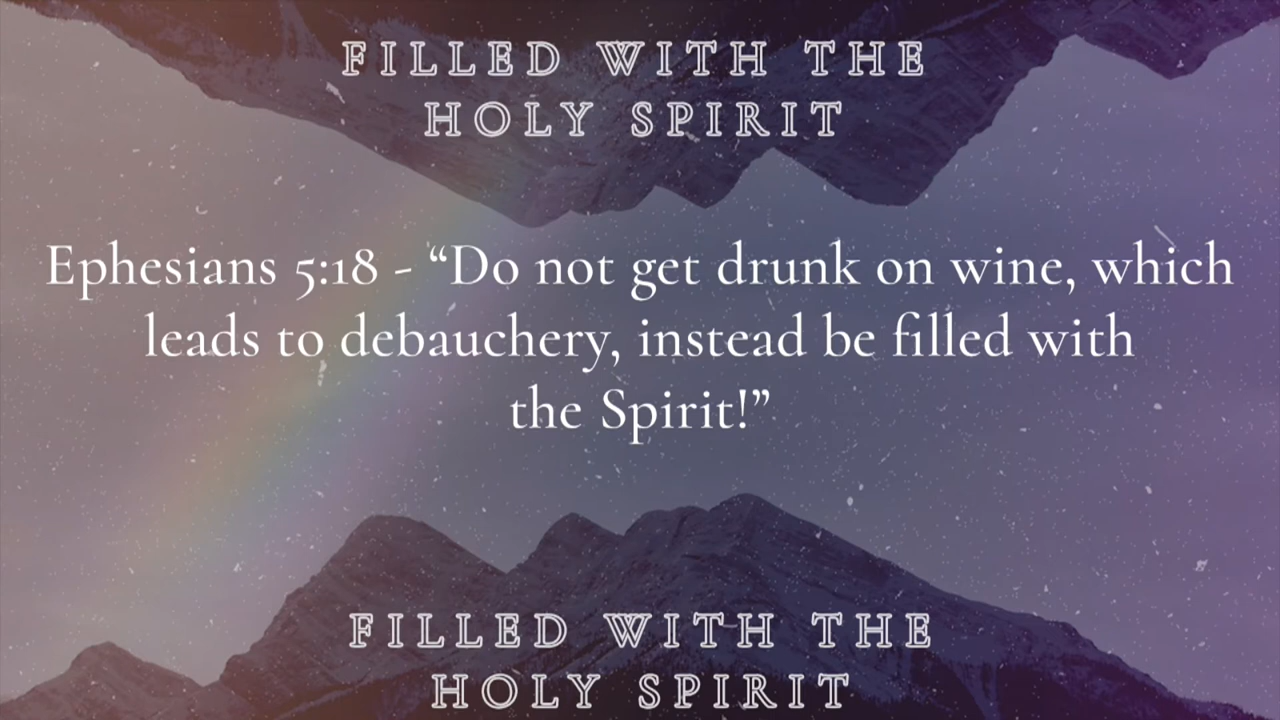 FILLED WITH THE
HOLY SPIRIT
Ephesians 5:18 - “Do not get drunk on wine, which
leads to debauchery, instead be filled with
the Spirit!”
FILLED WITH THE
HOLY SPIRIT